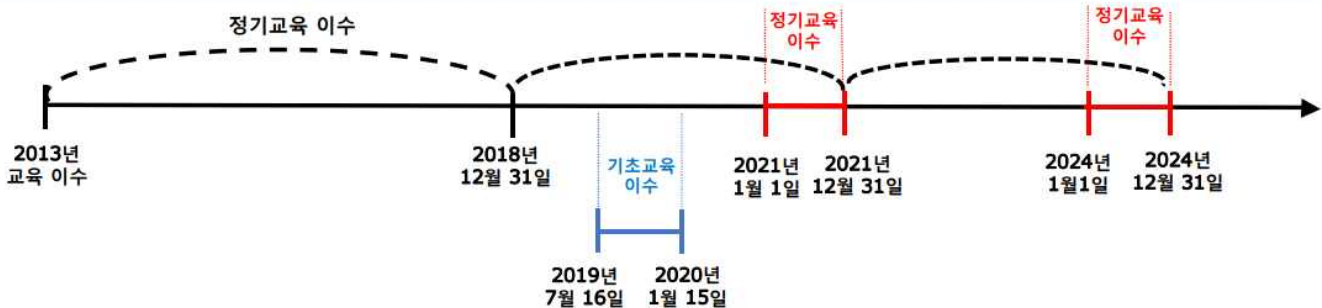 정기교육 이수
정기교육
이수
정기교육
이수
2013년
교육 이수
2018년
12월 31일
기초교육
이수
2021년
1월 1일
2021년
12월 31일
2024년
1월1일
2024년
12월 31일
2019년
7월 16일
2020년
1월 15일